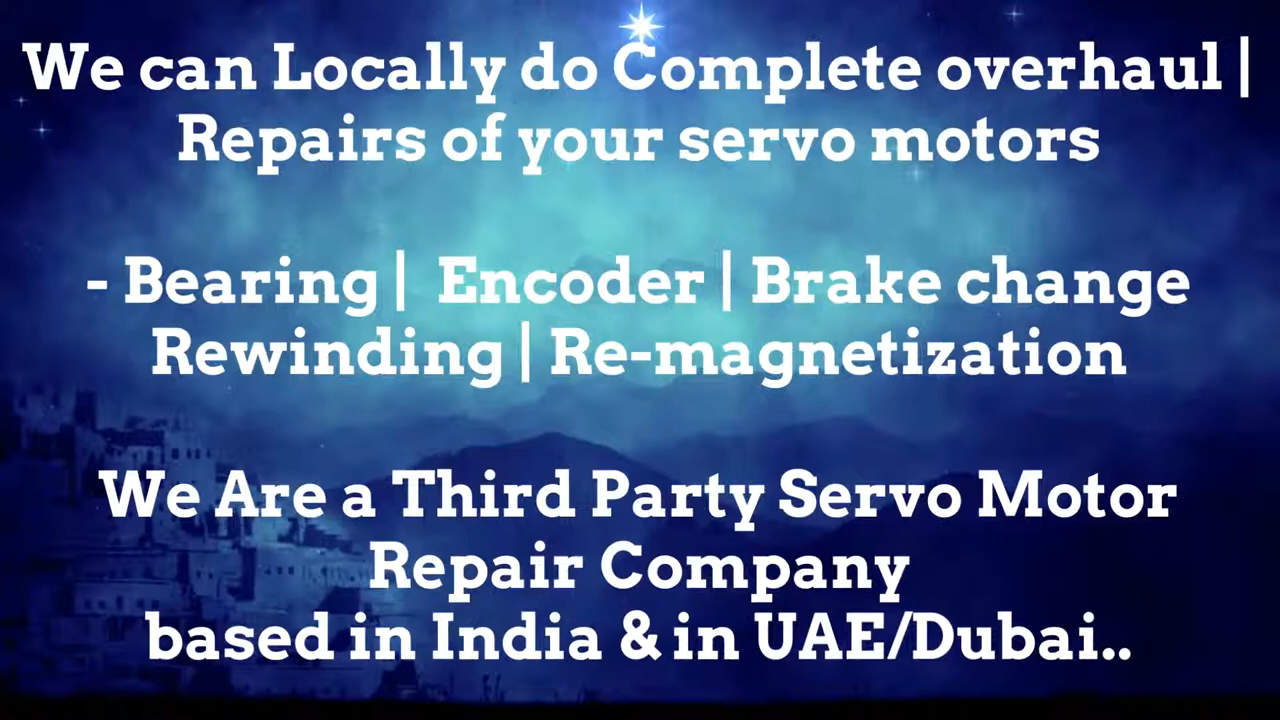 We can Locally do Complete overhaul |
Repairs of your servo motors
- Bearing | Encoder | Brake change
Rewinding | Re-magnetization
We Are a Third Party Servo Motor
Repair Company
based in India & in UAE/Dubai..